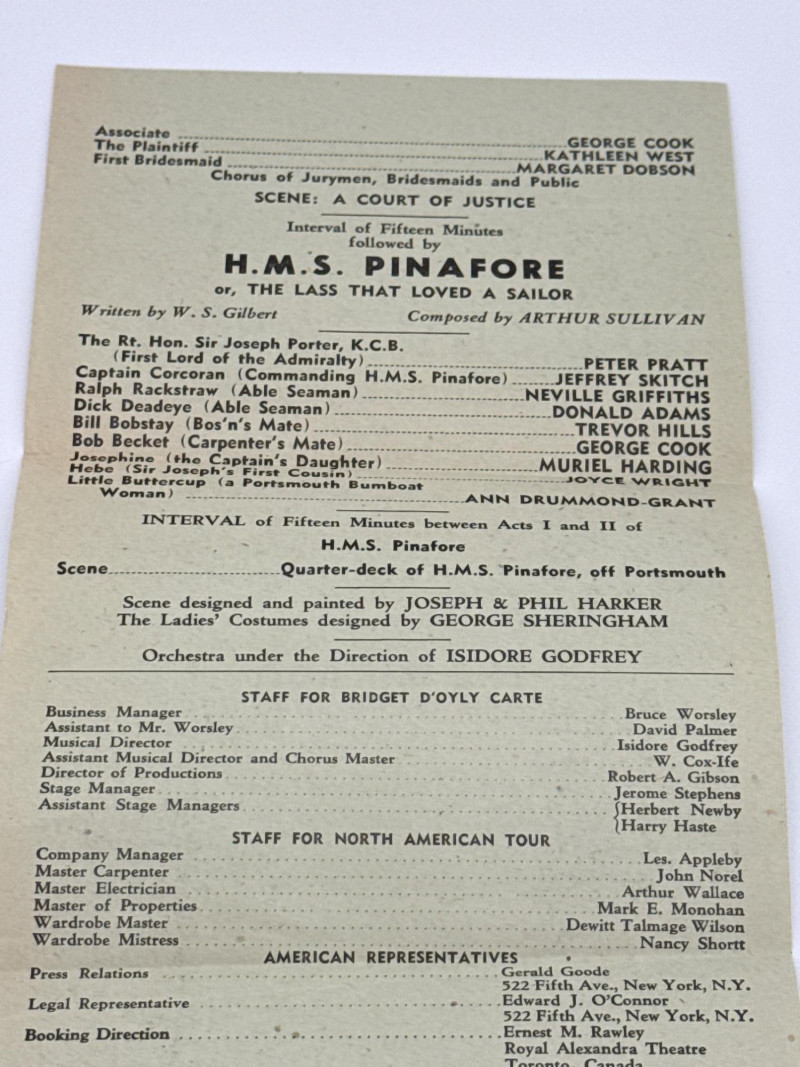 Associate ........ GEORGE COOK
The Plaintiff ........ KATHLEEN WEST
First Bridesmaid ........ MARGARET DOBSON
Chorus of Jurymen, Bridesmaids and Public
SCENE: A COURT OF JUSTICE
Interval of Fifteen Minutes
followed by
H.M.S. PINAFORE
or, THE LASS THAT LOVED A SAILOR
Written by W. S. Gilbert Composed by ARTHUR SULLIVAN
The Rt. Hon. Sir Joseph Porter, K.C.B.
(First Lord of the Admiralty) ........ PETER PRATT
Captain Corcoran (Commanding H.M.S. Pinafore) ........ JEFFREY SKITCH
Ralph Rackstraw (Able Seaman) ........ NEVILLE GRIFFITHS
Dick Deadeye (Able Seaman) ........ DONALD ADAMS
Bill Bobstay (Bos'n's Mate) ........ TREVOR HILLS
Bob Becket (Carpenter's Mate) ........ GEORGE COOK
Josephine (the Captain's Daughter) ........ MURIEL HARDING
Hebe (Sir Joseph's First Cousin) ........ JOYCE WRIGHT
Little Buttercup (a Portsmouth Bumboat
Woman) ........ ANN DRUMMOND-GRANT
INTERVAL of Fifteen Minutes between Acts I and II of
H.M.S. Pinafore
Scene ........ Quarter-deck of H.M.S. Pinafore, off Portsmouth
Scene designed and painted by JOSEPH & PHIL HARKER
The Ladies' Costumes designed by GEORGE SHERINGHAM
Orchestra under the Direction of ISIDORE GODFREY
STAFF FOR BRIDGET D'OYLY CARTE
Business Manager ........ Bruce Worsley
Assistant to Mr. Worsley ........ David Palmer
Musical Director ........ Isidore Godfrey
Assistant Musical Director and Chorus Master ........ W. Cox-Ife
Director of Productions ........ Robert A. Gibson
Stage Manager ........ Jerome Stephens
Assistant Stage Managers ........ {Herbert Newby
{Harry Haste
STAFF FOR NORTH AMERICAN TOUR
Company Manager ........ Les. Appleby
Master Carpenter ........ John Norel
Master Electrician ........ Arthur Wallace
Master of Properties ........ Mark E. Monohan
Wardrobe Master ........ Dewitt Talmage Wilson
Wardrobe Mistress ........ Nancy Shortt
AMERICAN REPRESENTATIVES
Press Relations ........ Gerald Goode
522 Fifth Ave., New York, N.Y.
Legal Representative ........ Edward J. O'Connor
522 Fifth Ave., New York, N.Y.
Booking Direction ........ Ernest M. Rawley
Royal Alexandra Theatre
Toronto, Canada